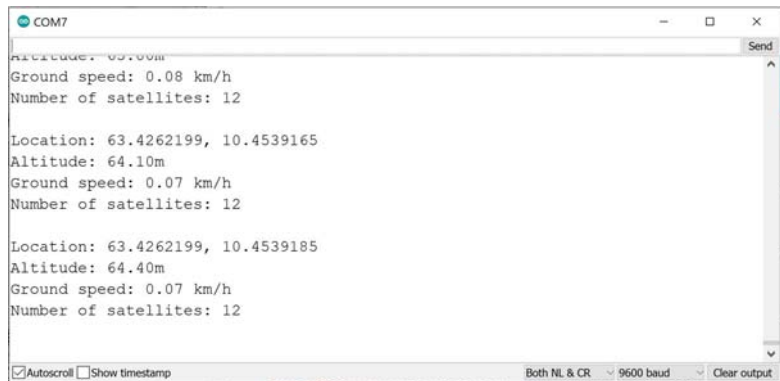 COM7
Send
Altitude:
Ground speed: 0.08 km/h
Number of satellites: 12
Location: 63.4262199, 10.4539165
Altitude: 64.10m
Ground speed: 0.07 km/h
Number of satellites: 12
Location: 63.4262199, 10.4539185
Altitude: 64.40m
Ground speed: 0.07 km/h
Number of satellites: 12
Autoscroll Show timestamp Both NL & CR 9600 baud Clear output